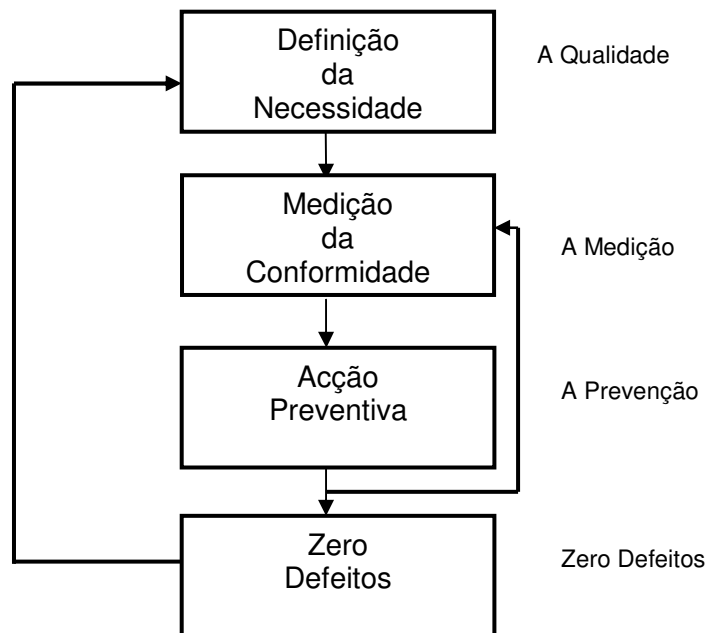 Definição
da
Necessidade
A Qualidade
Medição
da
Conformidade
A Medição
Acção
Preventiva
A Prevenção
Zero
Defeitos
Zero Defeitos